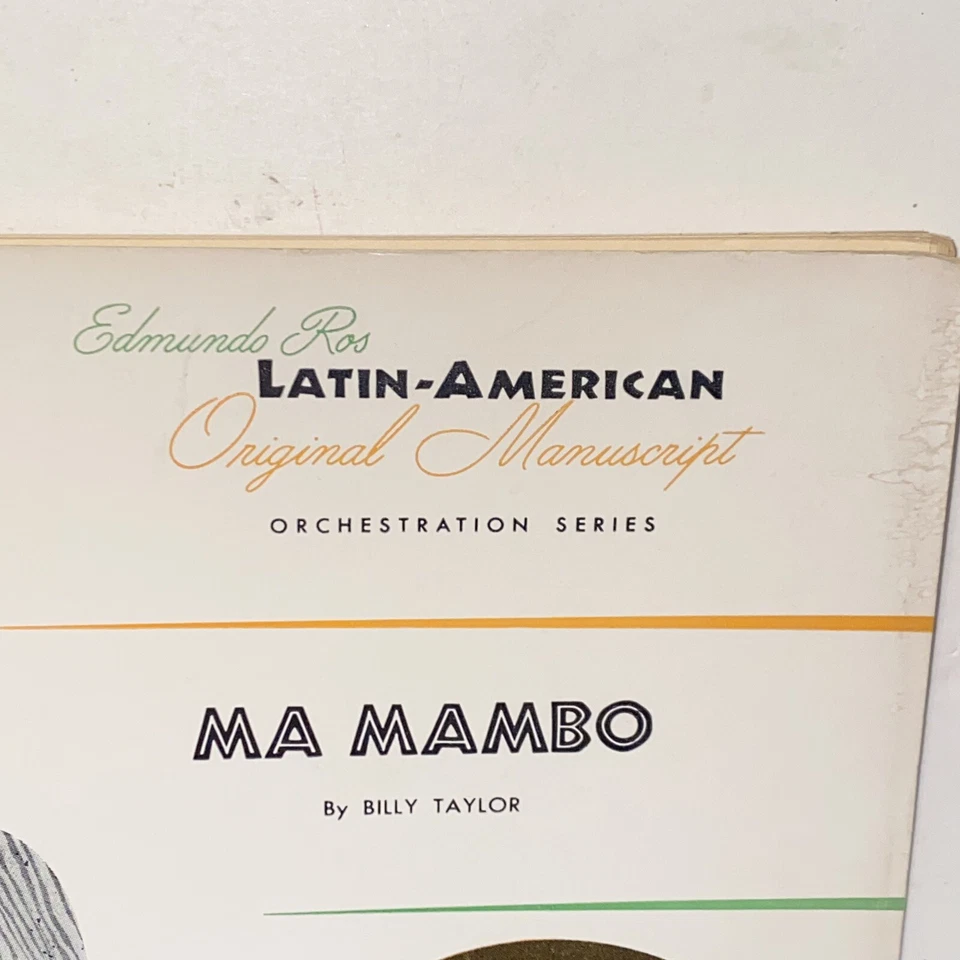 Edmundo Ros
LATIN-AMERICAN
Original Manuscript
ORCHESTRATION SERIES
MA MAMBO
By BILLY TAYLOR